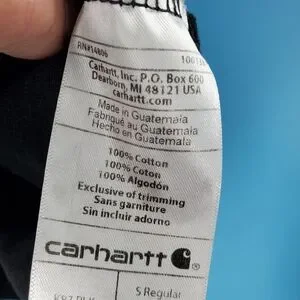 RN#14806
Carhartt, Inc. P.O. Box 600
Dearborn, MI 48121 USA
carhartt.com
Made in Guatemala
Fabriqué au Guatemala
Hecho en Guatemala
100% Cotton
100% Coton
100% Algodón
Exclusive of trimming
Sans garniture
Sin incluir adorno
carhartt
S Regular